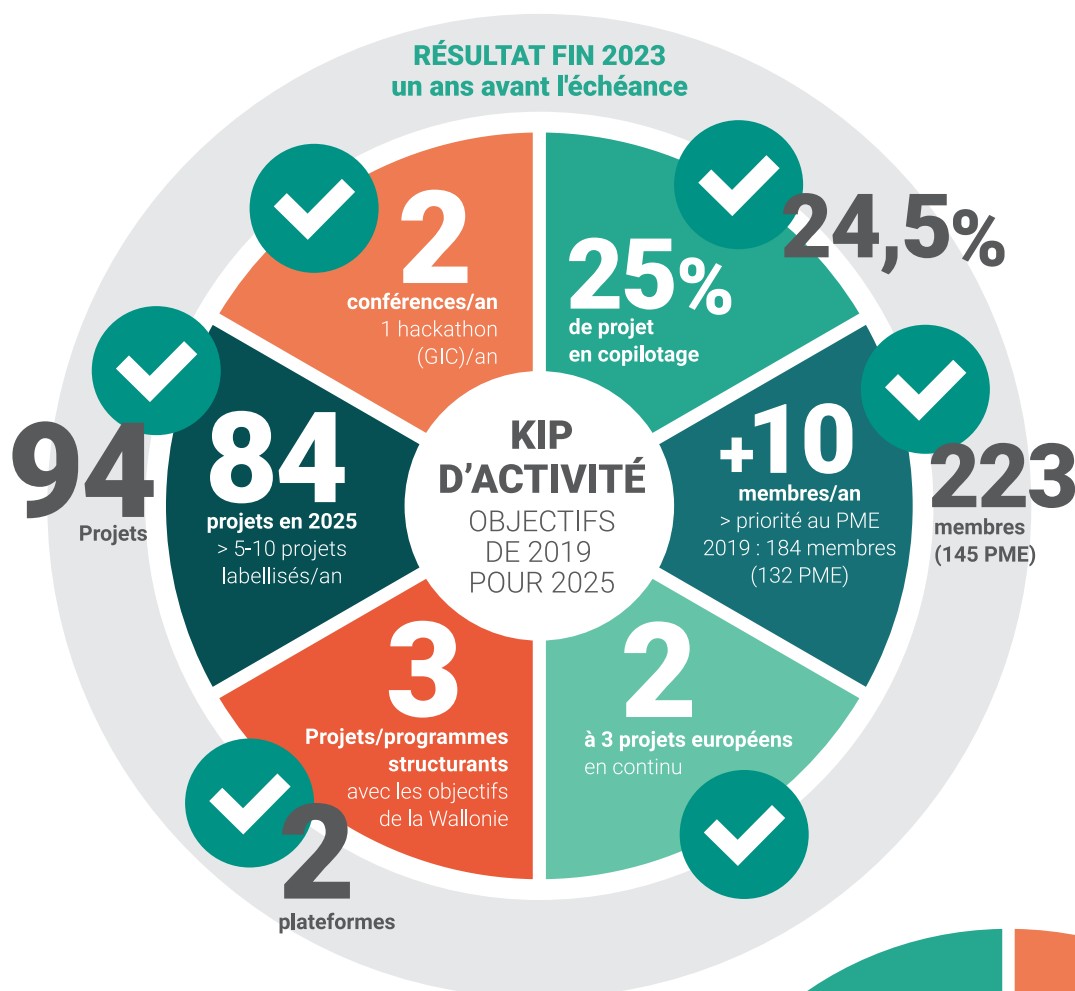 RÉSULTAT FIN 2023
un ans avant l'échéance
2
conférences/an
1 hackathon
(GIC)/an
25%
de projet
en copilotage
24,5%
94
Projets
84
projets en 2025
> 5-10 projets
labellisés/an
KIP
D'ACTIVITÉ
OBJECTIFS
DE 2019
POUR 2025
+10
membres/an
> priorité au PME
2019 : 184 membres
(132 PME)
223
membres
(145 PME)
3
Projets/programmes
structurants
avec les objectifs
de la Wallonie
2
plateformes
2
à 3 projets européens
en continu